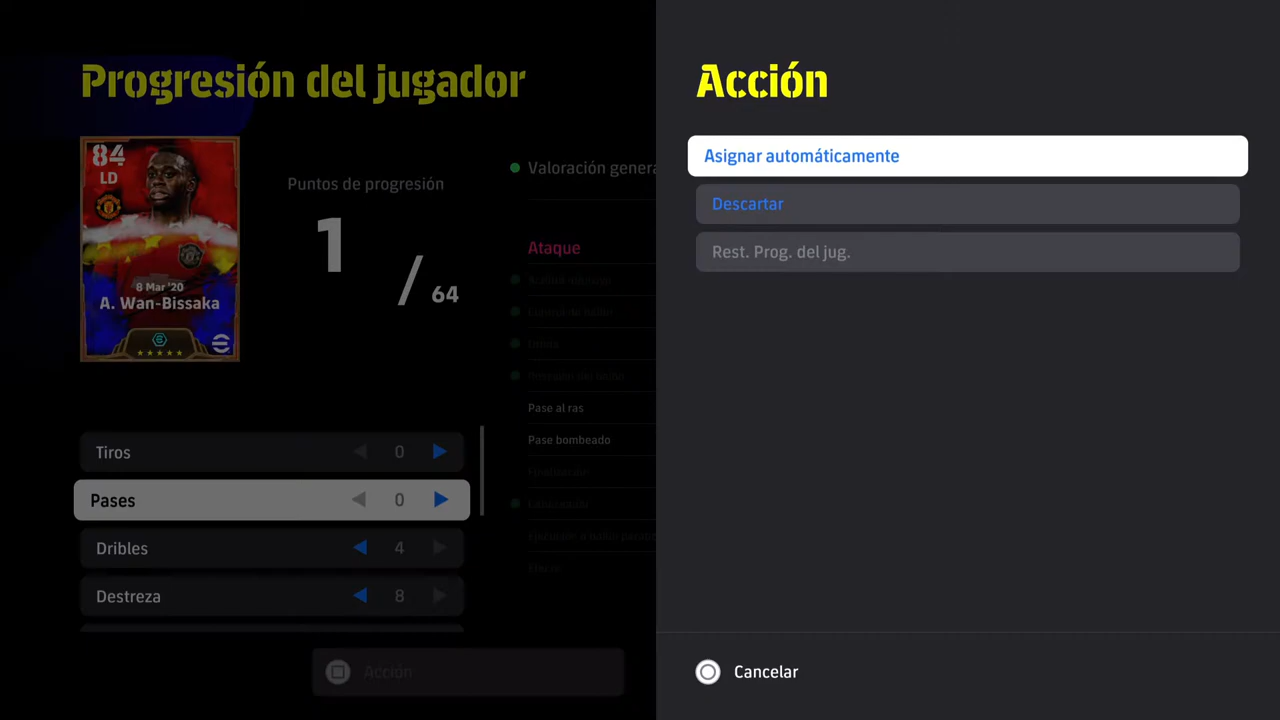 Progresión del jugador
84
LD
8 Mar '20
A. Wan-Bissaka
Puntos de progresión
1 / 64
Valoración genera
Ataque
Pase al ras
Pase bombeado
Finalización
Tiros 0
Pases 0
Dribles 4
Destreza 8
Acción
Acción
Asignar automáticamente
Descartar
Rest. Prog. del jug.
Cancelar